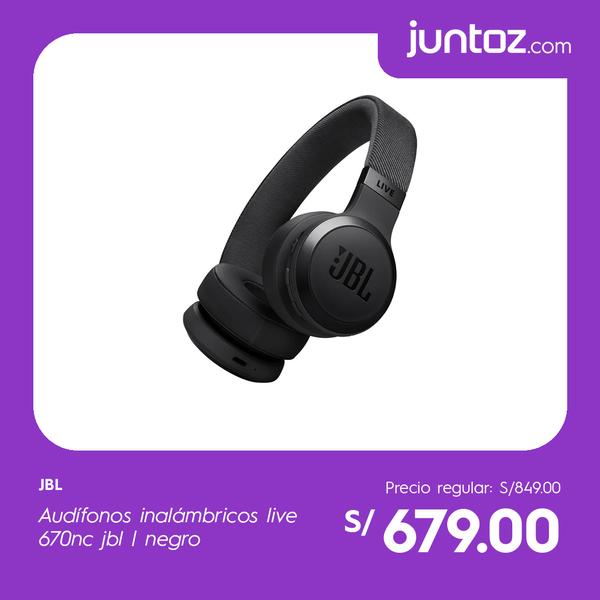 juntoz.com
LIVE
JBL
JBL
Audífonos inalámbricos live
670nc jbl | negro
Precio regular: S/849.00
S/ 679.00